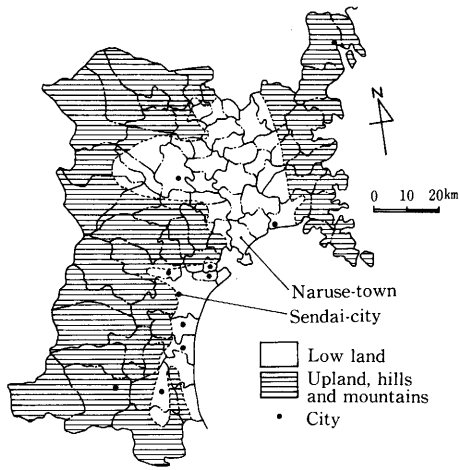 N
0 10 20km
Naruse-town
Sendai-city
Low land
Upland, hills
and mountains
City